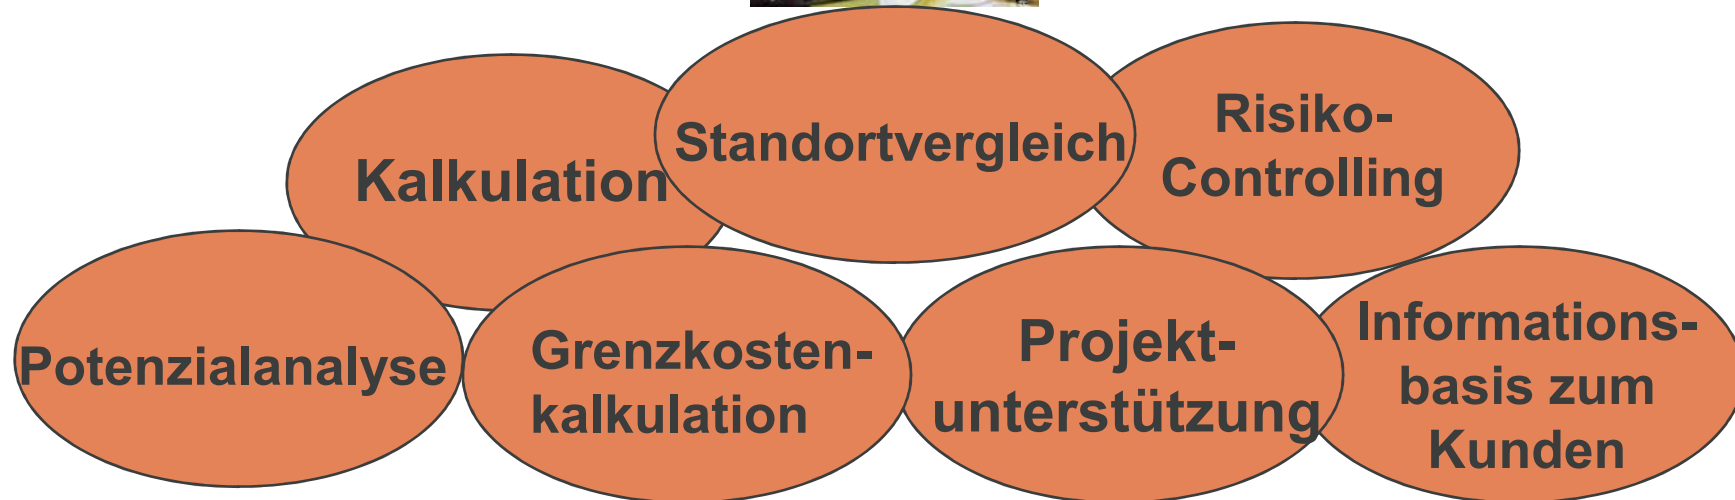 Kalkulation
Standortvergleich
Risiko-
Controlling
Potenzialanalyse
Grenzkosten-
kalkulation
Projekt-
unterstützung
Informations-
basis zum
Kunden